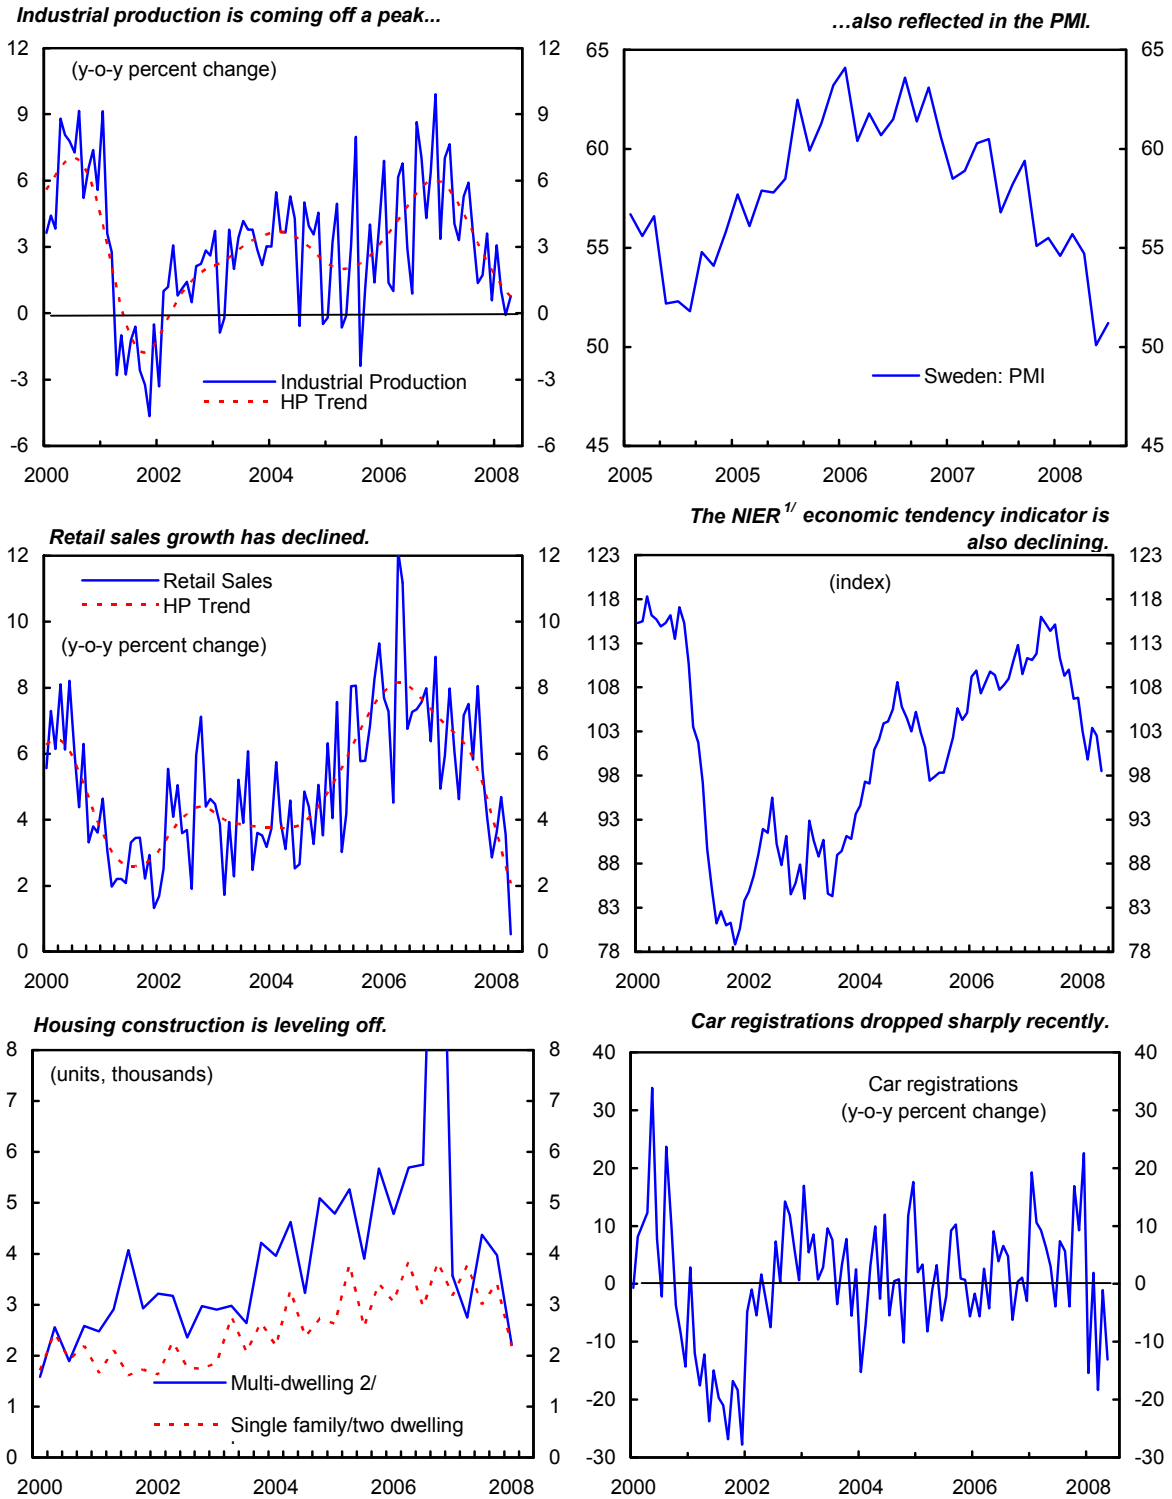 Industrial production is coming off a peak...
12 12
(y-o-y percent change)
9 9
6 6
3 3
0 0
-3 -3
Industrial Production
HP Trend
-6 -6
2000 2002 2004 2006 2008
...also reflected in the PMI.
65 65
60 60
55 55
50 50
Sweden: PMI
45 45
2005 2005 2006 2007 2008
Retail sales growth has declined.
12 12
Retail Sales
HP Trend
10 10
(y-o-y percent change)
8 8
6 6
4 4
2 2
0 0
2000 2002 2004 2006 2008
The NIER 1/ economic tendency indicator is
also declining.
123 123
(index)
118 118
113 113
108 108
103 103
98 98
93 93
88 88
83 83
78 78
2000 2002 2004 2006 2008
Housing construction is leveling off.
8 8
(units, thousands)
7 7
6 6
5 5
4 4
3 3
2 2
Multi-dwelling 2/
1 1
Single family/two dwelling
0 0
2000 2002 2004 2006 2008
Car registrations dropped sharply recently.
40 40
Car registrations
(y-o-y percent change)
30 30
20 20
10 10
0 0
-10 -10
-20 -20
-30 -30
2000 2002 2004 2006 2008